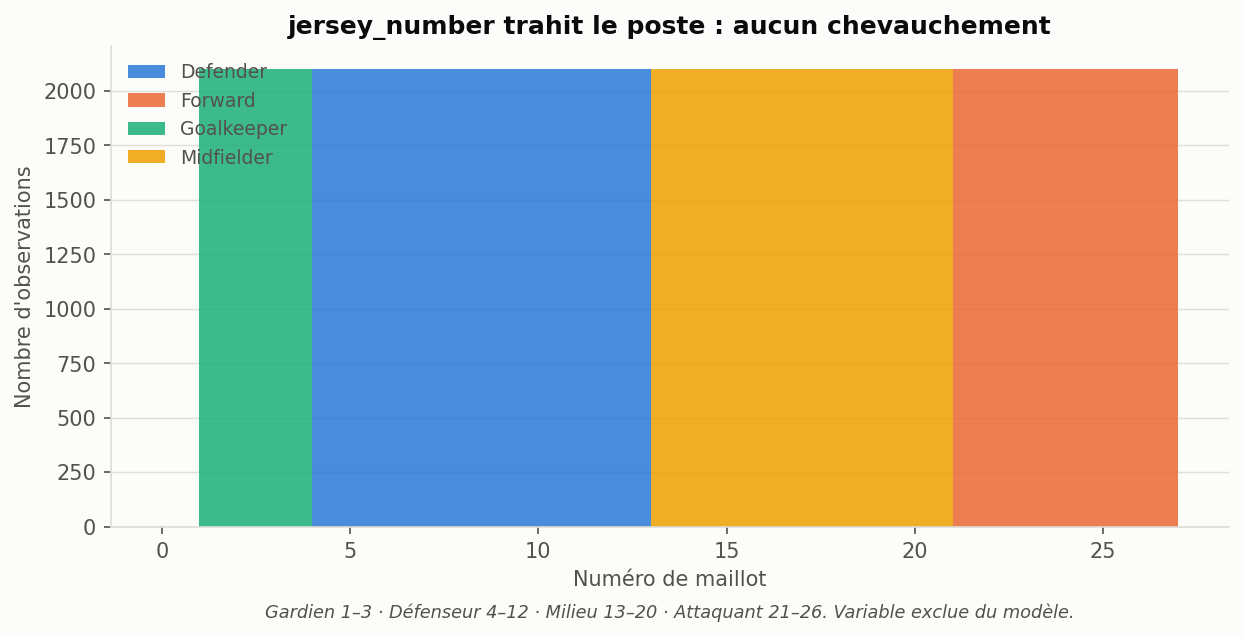 jersey_number trahit le poste : aucun chevauchement
Defender
Forward
Goalkeeper
Midfielder
Nombre d'observations
2000
1750
1500
1250
1000
750
500
250
0
0 5 10 15 20 25
Numéro de maillot
Gardien 1–3 · Défenseur 4–12 · Milieu 13–20 · Attaquant 21–26. Variable exclue du modèle.